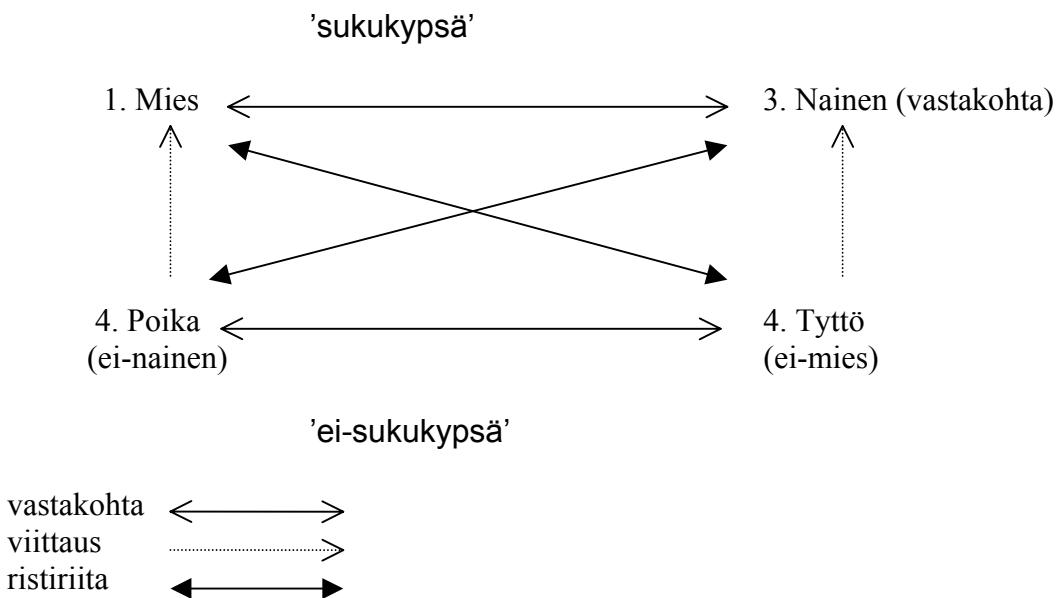 ’sukukypsä’
1. Mies 3. Nainen (vastakohta)
4. Poika 4. Tyttö
(ei-nainen) (ei-mies)
’ei-sukukypsä’
vastakohta
viittaus
ristiriita